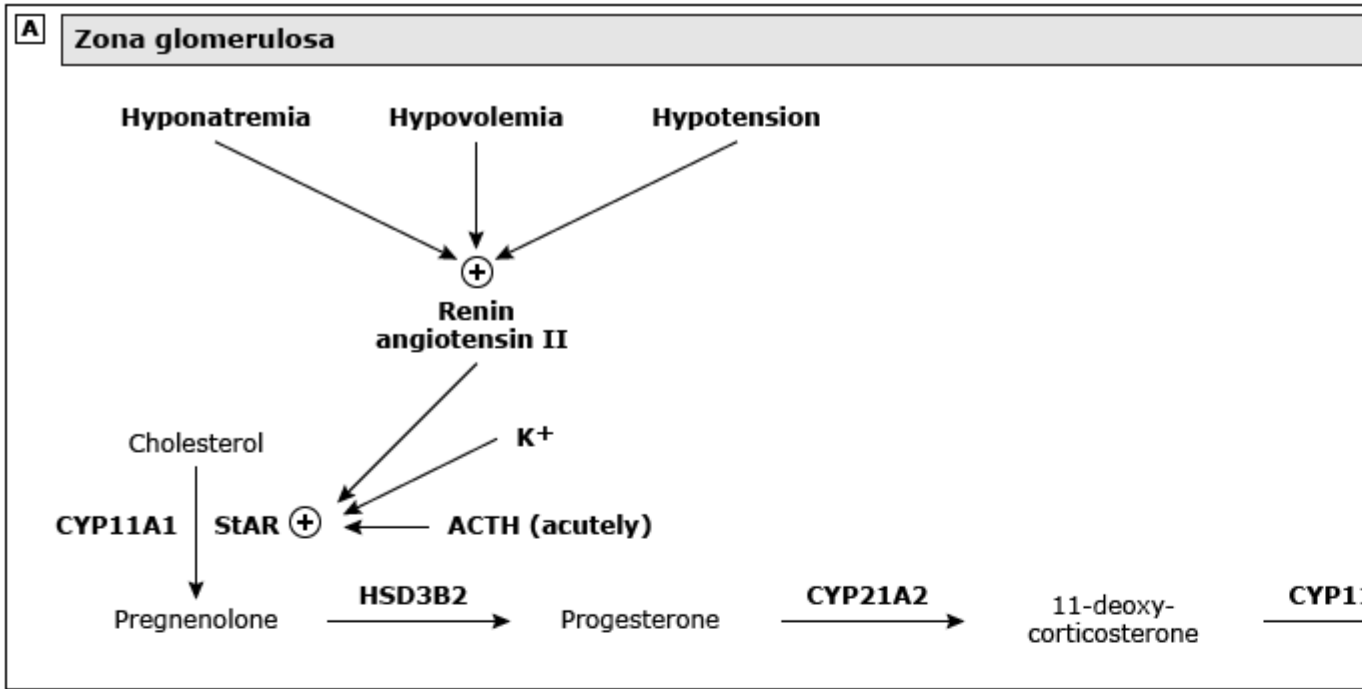 A
Zona glomerulosa
Hyponatremia Hypovolemia Hypotension
+
Renin
angiotensin II
K+
Cholesterol
CYP11A1 StAR + ACTH (acutely)
HSD3B2 CYP21A2 CYP11
Pregnenolone Progesterone 11-deoxy-
corticosterone